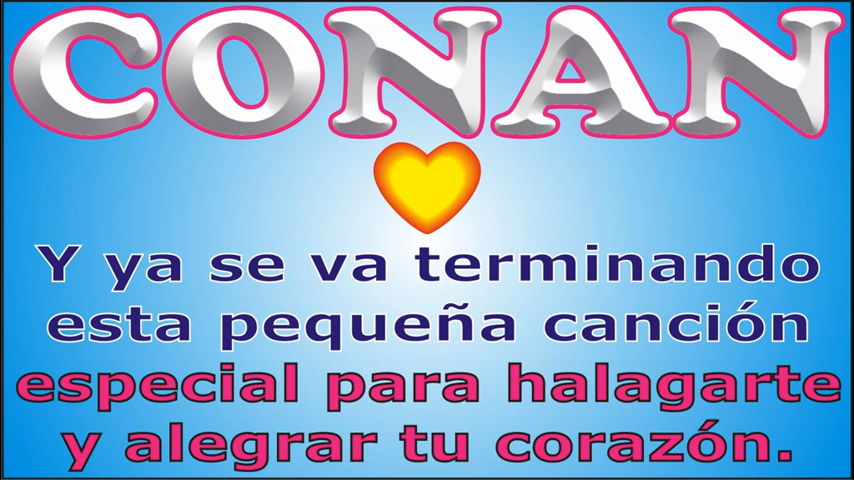 CONAN
Y ya se va terminando
esta pequeña canción
especial para halagarte
y alegrar tu corazón.